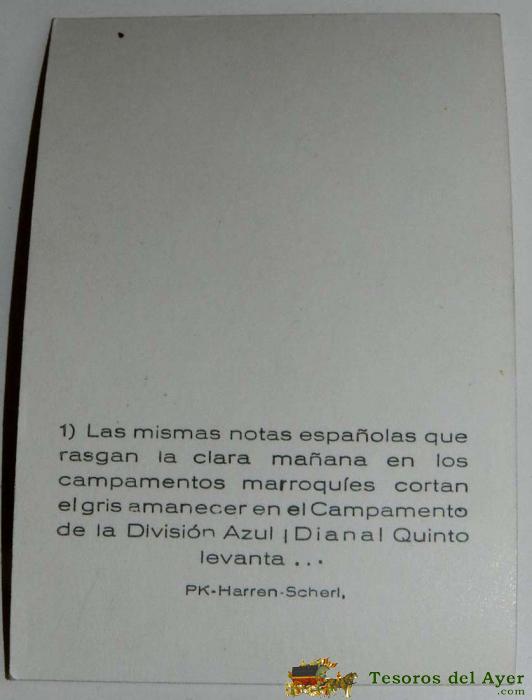 1) Las mismas notas españolas que
rasgan la clara mañana en los
campamentos marroquíes cortan
el gris amanecer en el Campamento
de la División Azul ¡Diana! Quinto
levanta ...
PK-Harren-Scherl.
Tesoros del Ayer
.com